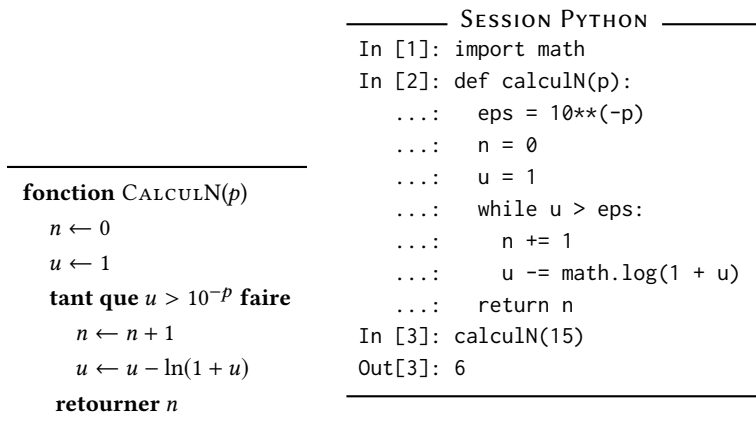 fonction CalculN(p)
n ← 0
u ← 1
tant que u > 10⁻ᵖ faire
n ← n + 1
u ← u − ln(1 + u)
retourner n
Session Python
In [1]: import math
In [2]: def calculN(p):
...: eps = 10**(-p)
...: n = 0
...: u = 1
...: while u > eps:
...: n += 1
...: u -= math.log(1 + u)
...: return n
In [3]: calculN(15)
Out[3]: 6